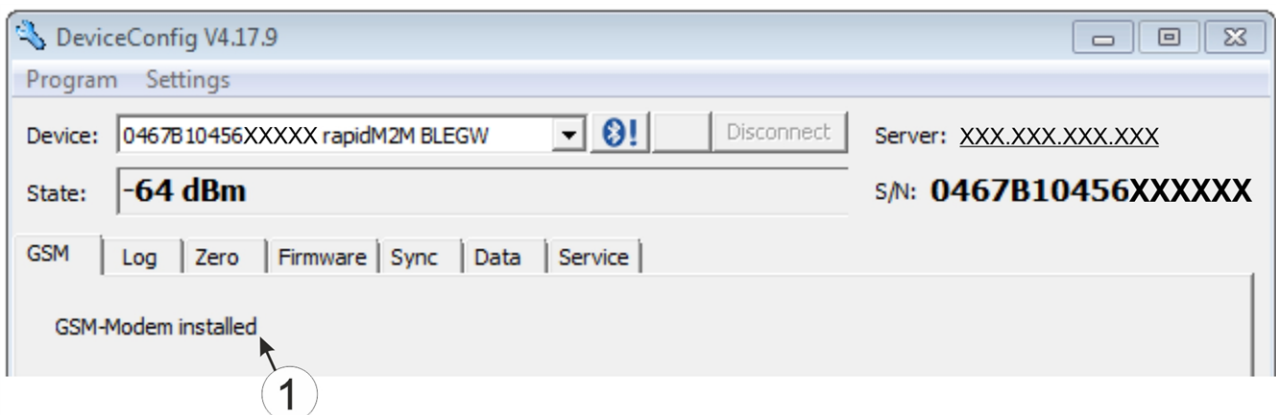 DeviceConfig V4.17.9
Program Settings
Device: 0467B10456XXXXX rapidM2M BLEGW ! Disconnect Server: XXX.XXX.XXX.XXX
State: -64 dBm S/N: 0467B10456XXXXXX
GSM Log Zero Firmware Sync Data Service
GSM-Modem installed
1